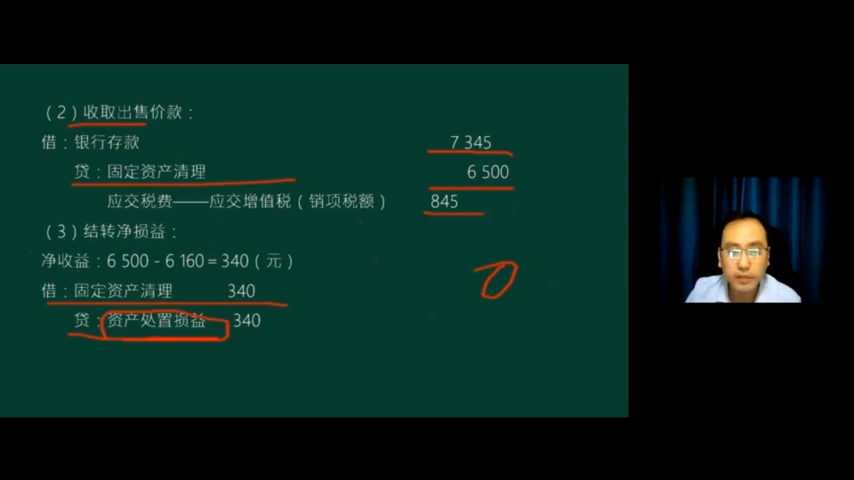 （2）收取出售价款：
借：银行存款 7 345
贷：固定资产清理 6 500
应交税费——应交增值税（销项税额） 845
（3）结转净损益：
净收益：6 500 - 6 160 = 340（元）
借：固定资产清理 340
贷：资产处置损益 340
0